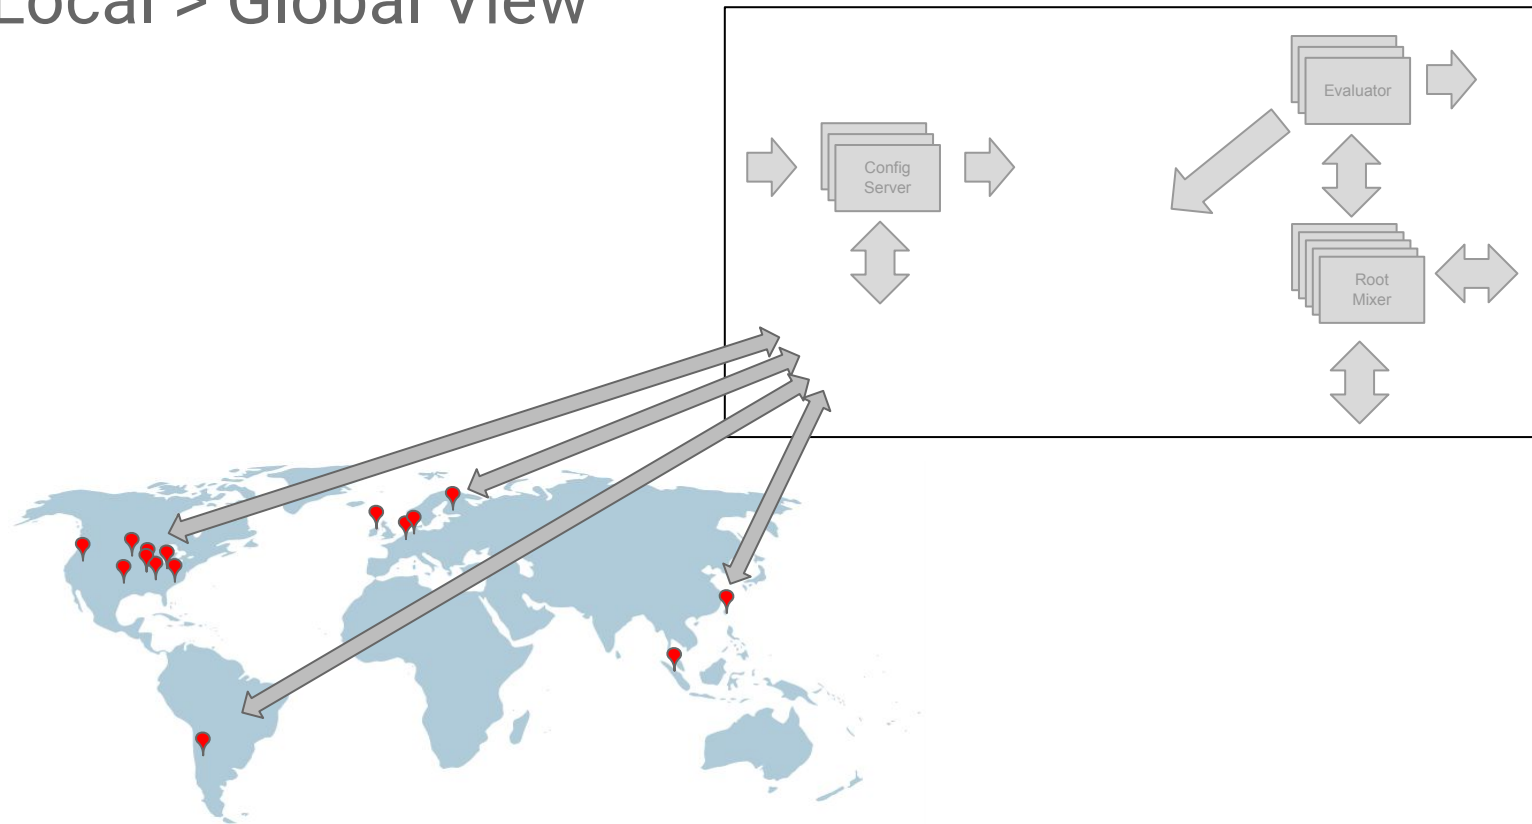 Local > Global View
Evaluator
Config
Server
Root
Mixer